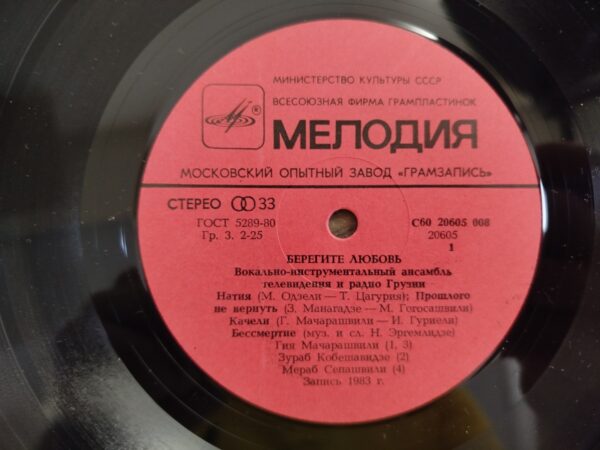 МИНИСТЕРСТВО КУЛЬТУРЫ СССР
ВСЕСОЮЗНАЯ ФИРМА ГРАМПЛАСТИНОК
®
МЕЛОДИЯ
МОСКОВСКИЙ ОПЫТНЫЙ ЗАВОД «ГРАМЗАПИСЬ»
СТЕРЕО 33
ГОСТ 5289-80
Гр. 3. 2-25
С60 20605 008
20605
1
БЕРЕГИТЕ ЛЮБОВЬ
Вокально-инструментальный ансамбль
телевидения и радио Грузии
Натия (М. Одзели — Т. Цагурия); Прошлого
не вернуть (З. Манагадзе — М. Гогосашвили)
Качели (Г. Мачарашвили — И. Гуриели)
Бессмертие (муз. и сл. Н. Эргемлидзе)
Гия Мачарашвили (1, 3)
Зураб Кобешавидзе (2)
Мераб Сепашвили (4)
Запись 1983 г.